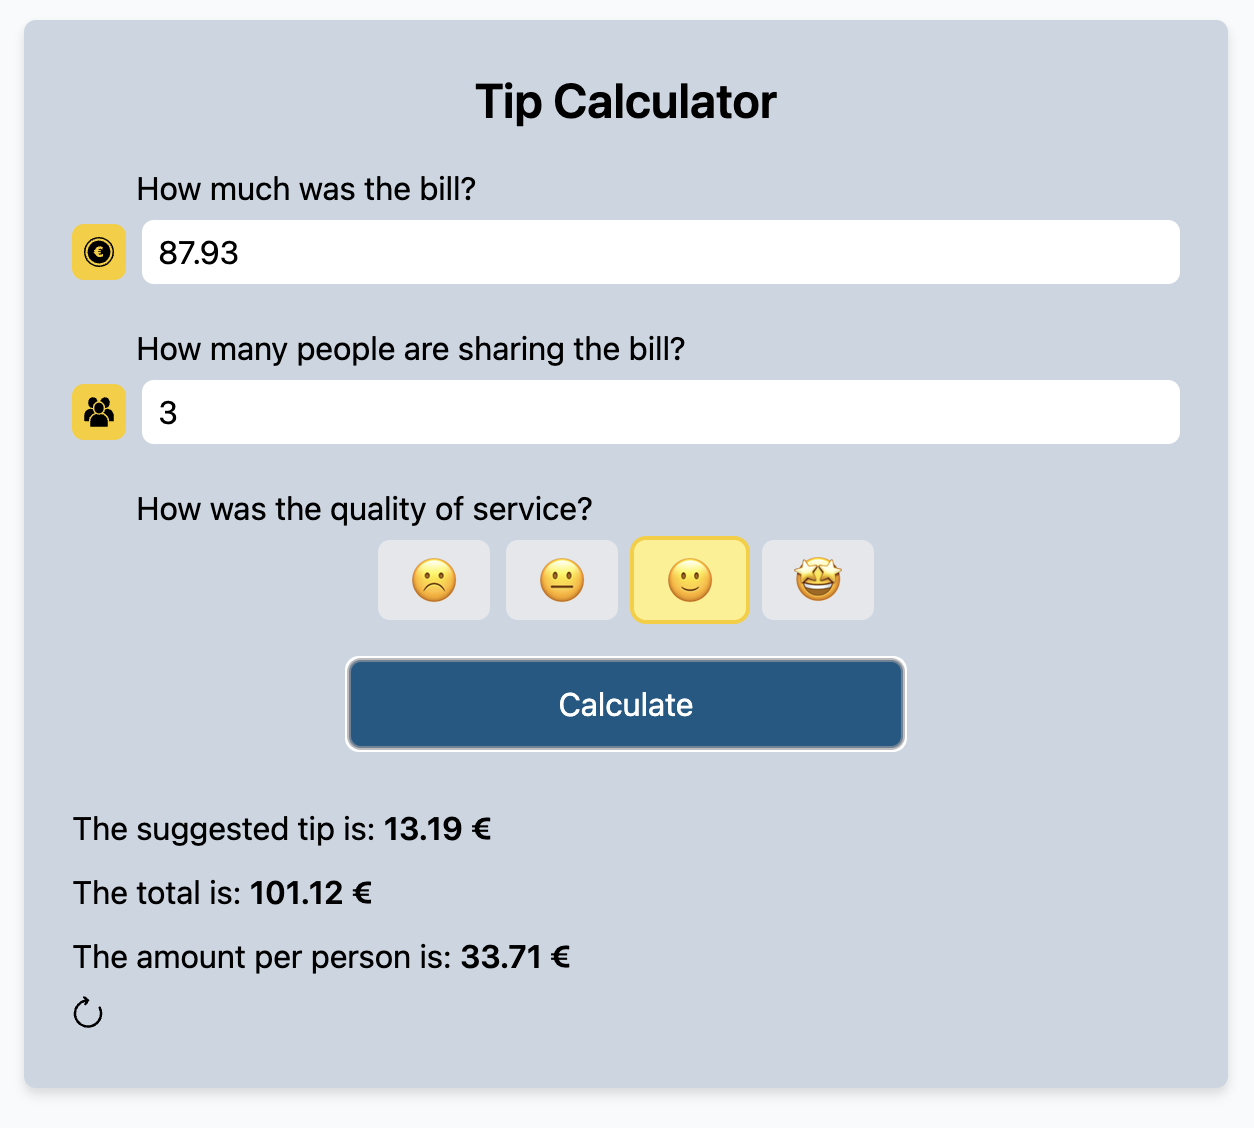 Tip Calculator
How much was the bill?
€
87.93
How many people are sharing the bill?
3
How was the quality of service?
Calculate
The suggested tip is: 13.19 €
The total is: 101.12 €
The amount per person is: 33.71 €